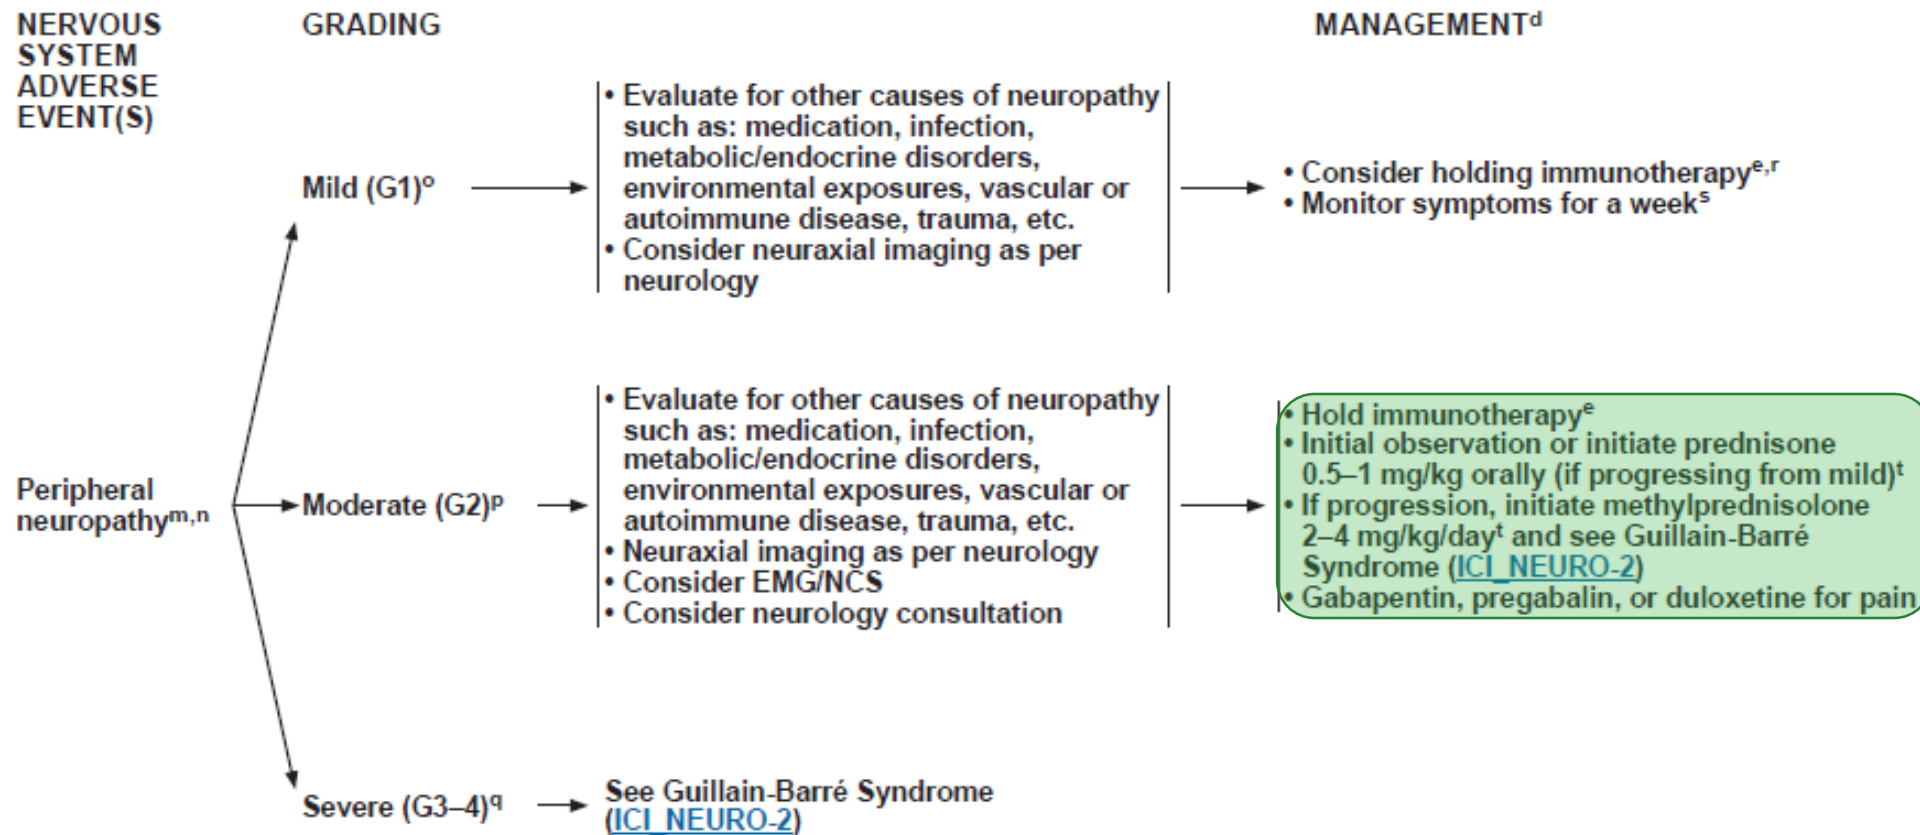 NERVOUS
SYSTEM
ADVERSE
EVENT(S)
GRADING
MANAGEMENTᵈ
Peripheral
neuropathyᵐ,ⁿ
Mild (G1)ᵒ
• Evaluate for other causes of neuropathy
such as: medication, infection,
metabolic/endocrine disorders,
environmental exposures, vascular or
autoimmune disease, trauma, etc.
• Consider neuraxial imaging as per
neurology
• Consider holding immunotherapyᵉ,ʳ
• Monitor symptoms for a weekˢ
Moderate (G2)ᵖ
• Evaluate for other causes of neuropathy
such as: medication, infection,
metabolic/endocrine disorders,
environmental exposures, vascular or
autoimmune disease, trauma, etc.
• Neuraxial imaging as per neurology
• Consider EMG/NCS
• Consider neurology consultation
• Hold immunotherapyᵉ
• Initial observation or initiate prednisone
0.5–1 mg/kg orally (if progressing from mild)ᵗ
• If progression, initiate methylprednisolone
2–4 mg/kg/dayᵗ and see Guillain-Barré
Syndrome (ICI_NEURO-2)
• Gabapentin, pregabalin, or duloxetine for pain
Severe (G3–4)q
See Guillain-Barré Syndrome
(ICI_NEURO-2)